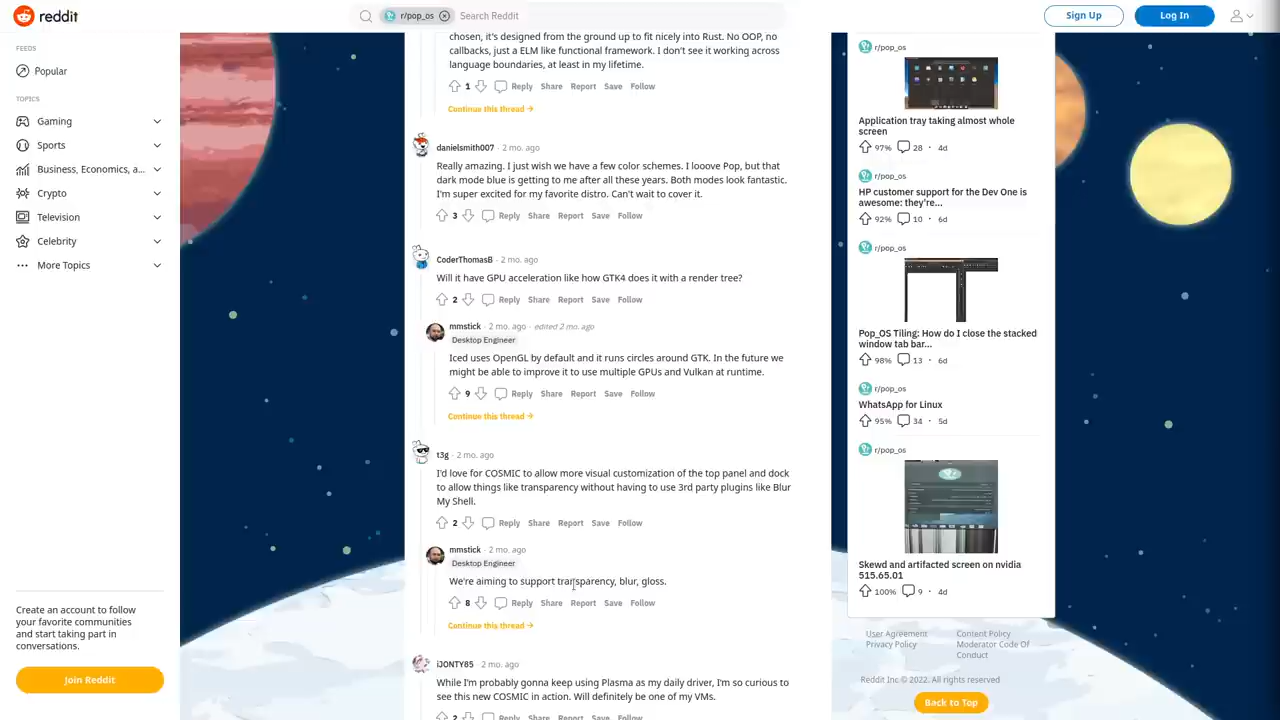 reddit
r/pop_os
Search Reddit
Sign Up
Log In
FEEDS
Popular
TOPICS
Gaming
Sports
Business, Economics, a...
Crypto
Television
Celebrity
More Topics
Create an account to follow
your favorite communities
and start taking part in
conversations.
Join Reddit
chosen, it's designed from the ground up to fit nicely into Rust. No OOP, no
callbacks, just a ELM like functional framework. I don't see it working across
language boundaries, at least in my lifetime.
1 Reply Share Report Save Follow
Continue this thread →
danielsmith007 · 2 mo. ago
Really amazing. I just wish we have a few color schemes. I looove Pop, but that
dark mode blue is getting to me after all these years. Both modes look fantastic.
I'm super excited for my favorite distro. Can't wait to cover it.
3 Reply Share Report Save Follow
CoderThomasB · 2 mo. ago
Will it have GPU acceleration like how GTK4 does it with a render tree?
2 Reply Share Report Save Follow
mmstick · 2 mo. ago · edited 2 mo. ago
Desktop Engineer
Iced uses OpenGL by default and it runs circles around GTK. In the future we
might be able to improve it to use multiple GPUs and Vulkan at runtime.
9 Reply Share Report Save Follow
Continue this thread →
t3g · 2 mo. ago
I'd love for COSMIC to allow more visual customization of the top panel and dock
to allow things like transparency without having to use 3rd party plugins like Blur
My Shell.
2 Reply Share Report Save Follow
mmstick · 2 mo. ago
Desktop Engineer
We're aiming to support transparency, blur, gloss.
8 Reply Share Report Save Follow
Continue this thread →
iJONTY85 · 2 mo. ago
While I'm probably gonna keep using Plasma as my daily driver, I'm so curious to
see this new COSMIC in action. Will definitely be one of my VMs.
2 Reply Share Report Save Follow
r/pop_os
Application tray taking almost whole
screen
97% 28 · 4d
r/pop_os
HP customer support for the Dev One is
awesome: they're...
92% 10 · 6d
r/pop_os
Pop_OS Tiling: How do I close the stacked
window tab bar...
98% 13 · 6d
r/pop_os
WhatsApp for Linux
95% 34 · 5d
r/pop_os
Skewd and artifacted screen on nvidia
515.65.01
100% 9 · 4d
User Agreement
Privacy Policy
Content Policy
Moderator Code Of
Conduct
Reddit Inc © 2022. All rights reserved
Back to Top